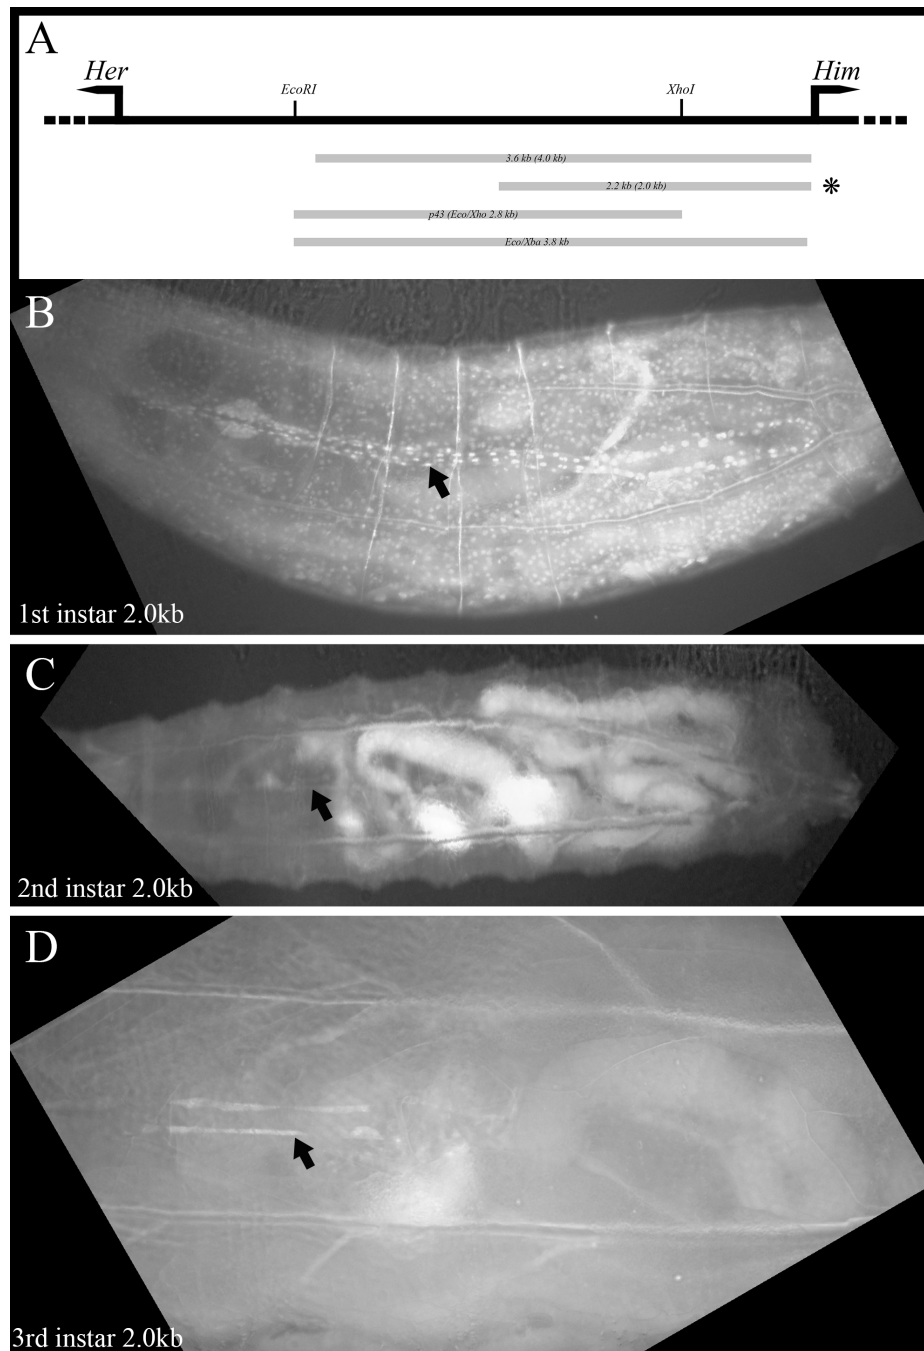 A
Her
Him
EcoRI
XhoI
3.6 kb (4.0 kb)
2.2 kb (2.0 kb)
*
p43 (Eco/Xho 2.8 kb)
Eco/Xba 3.8 kb
B
1st instar 2.0kb
C
2nd instar 2.0kb
D
3rd instar 2.0kb